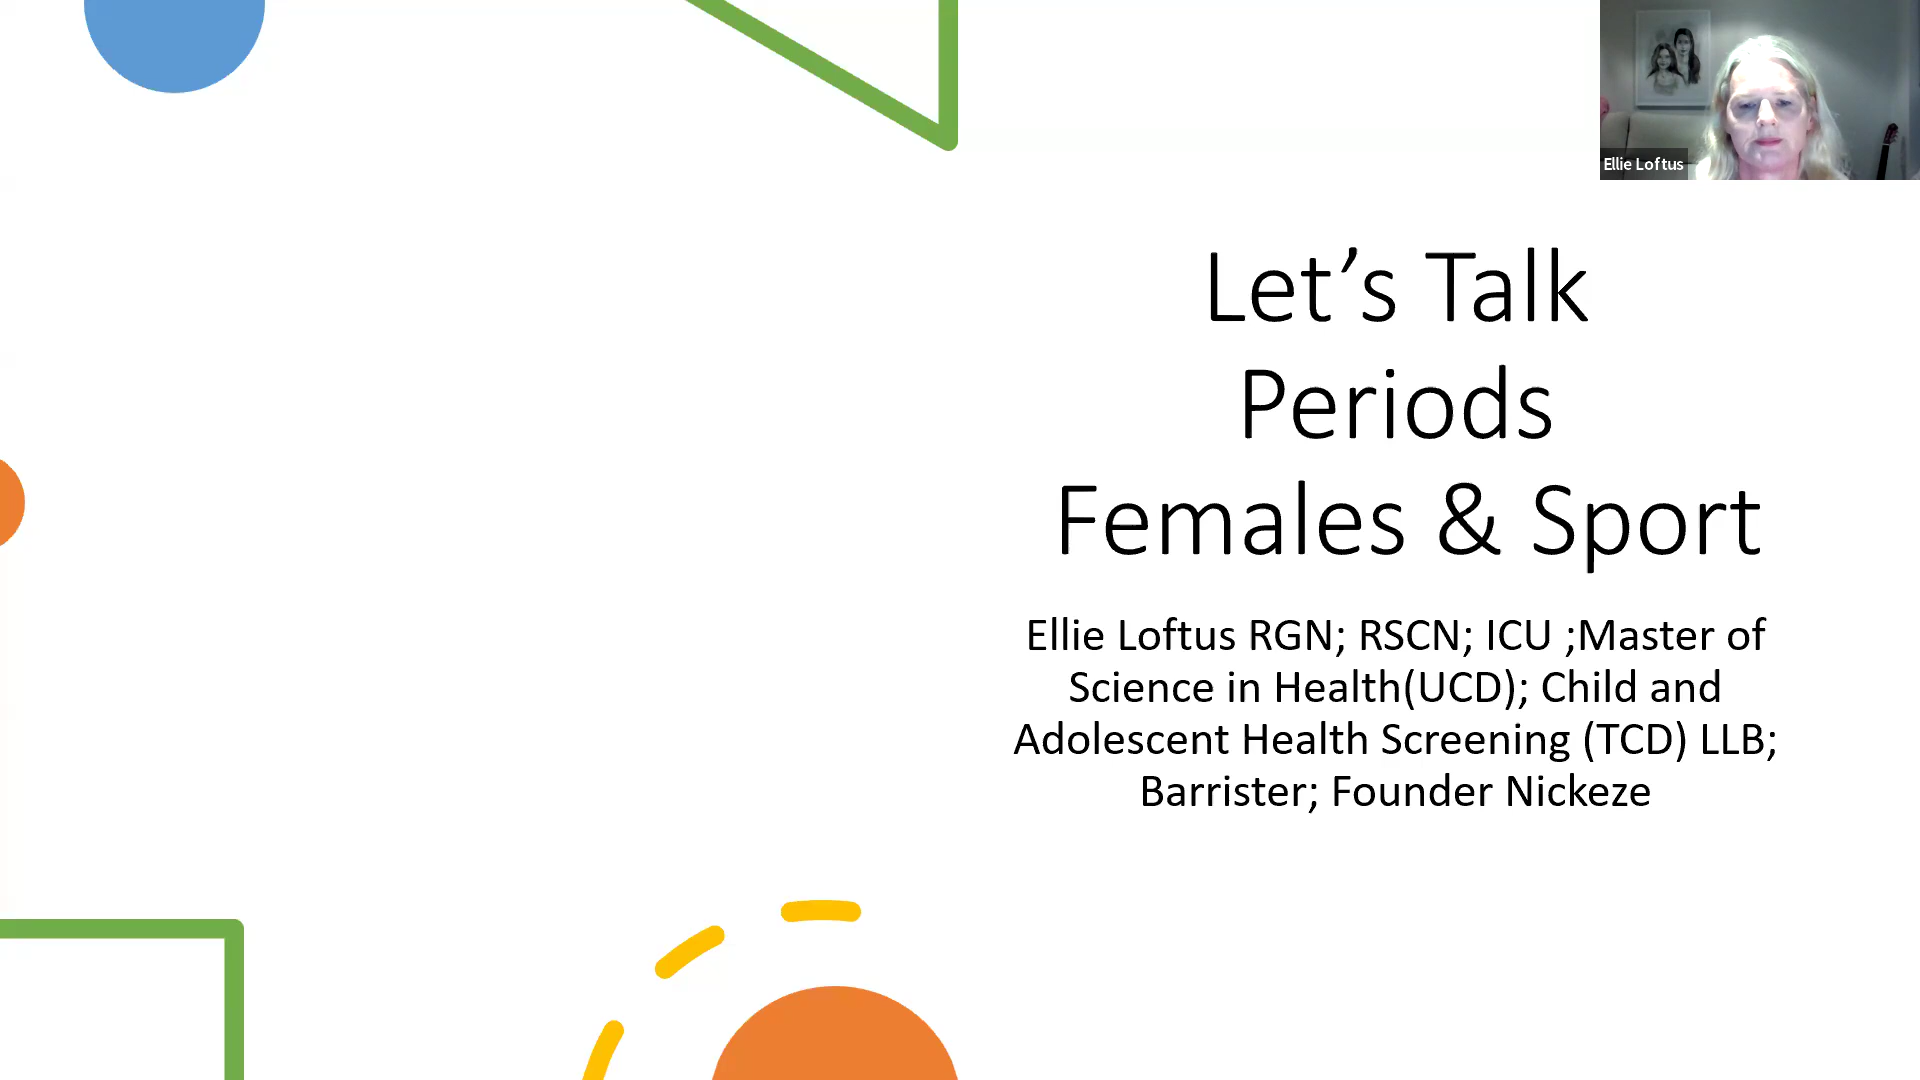 Ellie Loftus
Let’s Talk
Periods
Females & Sport
Ellie Loftus RGN; RSCN; ICU ;Master of
Science in Health(UCD); Child and
Adolescent Health Screening (TCD) LLB;
Barrister; Founder Nickeze